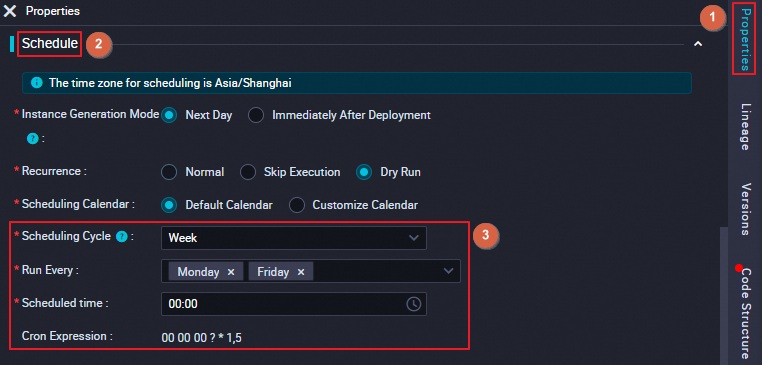 Properties
1
Schedule 2
The time zone for scheduling is Asia/Shanghai
* Instance Generation Mode Next Day Immediately After Deployment
? :
* Recurrence : Normal Skip Execution Dry Run
* Scheduling Calendar : Default Calendar Customize Calendar
* Scheduling Cycle ? : Week 3
* Run Every : Monday × Friday ×
* Scheduled time : 00:00
Cron Expression : 00 00 00 ? * 1,5
Properties
Lineage
Versions
Code Structure